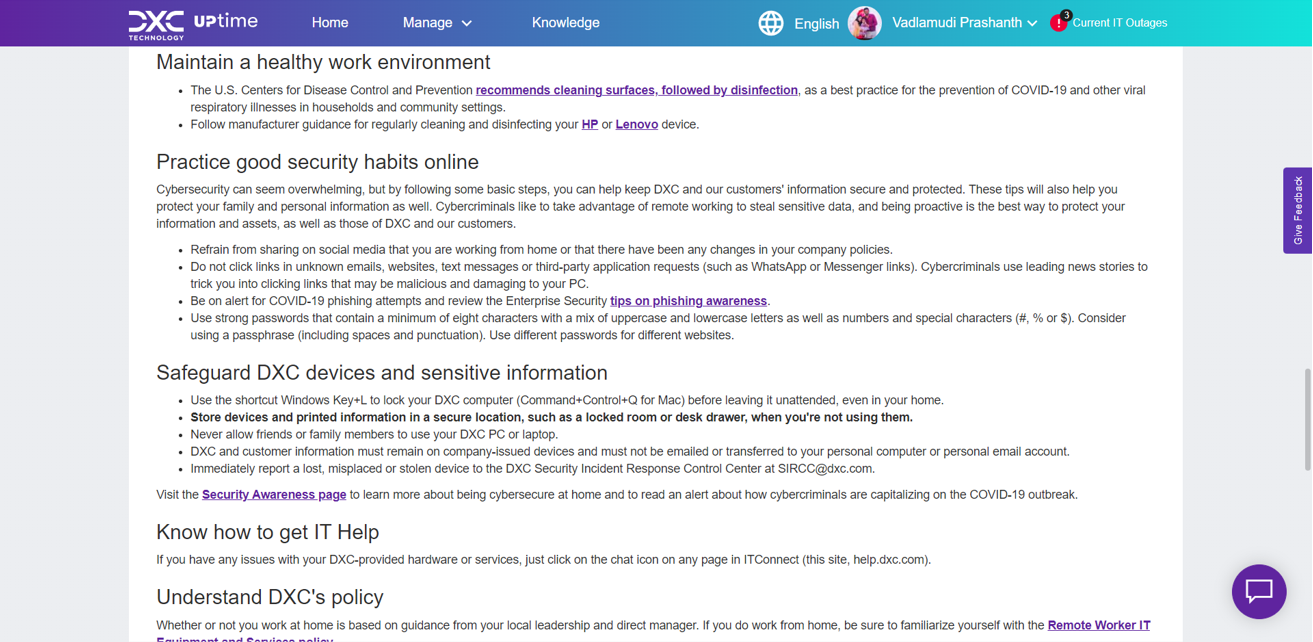 DXC TECHNOLOGY UPtime Home Manage Knowledge English Vadlamudi Prashanth 3 ! Current IT Outages
Maintain a healthy work environment
• The U.S. Centers for Disease Control and Prevention recommends cleaning surfaces, followed by disinfection, as a best practice for the prevention of COVID-19 and other viral
respiratory illnesses in households and community settings.
• Follow manufacturer guidance for regularly cleaning and disinfecting your HP or Lenovo device.
Practice good security habits online
Cybersecurity can seem overwhelming, but by following some basic steps, you can help keep DXC and our customers' information secure and protected. These tips will also help you
protect your family and personal information as well. Cybercriminals like to take advantage of remote working to steal sensitive data, and being proactive is the best way to protect your
information and assets, as well as those of DXC and our customers.
Give Feedback
• Refrain from sharing on social media that you are working from home or that there have been any changes in your company policies.
• Do not click links in unknown emails, websites, text messages or third-party application requests (such as WhatsApp or Messenger links). Cybercriminals use leading news stories to
trick you into clicking links that may be malicious and damaging to your PC.
• Be on alert for COVID-19 phishing attempts and review the Enterprise Security tips on phishing awareness.
• Use strong passwords that contain a minimum of eight characters with a mix of uppercase and lowercase letters as well as numbers and special characters (#, % or $). Consider
using a passphrase (including spaces and punctuation). Use different passwords for different websites.
Safeguard DXC devices and sensitive information
• Use the shortcut Windows Key+L to lock your DXC computer (Command+Control+Q for Mac) before leaving it unattended, even in your home.
• Store devices and printed information in a secure location, such as a locked room or desk drawer, when you're not using them.
• Never allow friends or family members to use your DXC PC or laptop.
• DXC and customer information must remain on company-issued devices and must not be emailed or transferred to your personal computer or personal email account.
• Immediately report a lost, misplaced or stolen device to the DXC Security Incident Response Control Center at SIRCC@dxc.com.
Visit the Security Awareness page to learn more about being cybersecure at home and to read an alert about how cybercriminals are capitalizing on the COVID-19 outbreak.
Know how to get IT Help
If you have any issues with your DXC-provided hardware or services, just click on the chat icon on any page in ITConnect (this site, help.dxc.com).
Understand DXC's policy
Whether or not you work at home is based on guidance from your local leadership and direct manager. If you do work from home, be sure to familiarize yourself with the Remote Worker IT
Equipment and Services policy